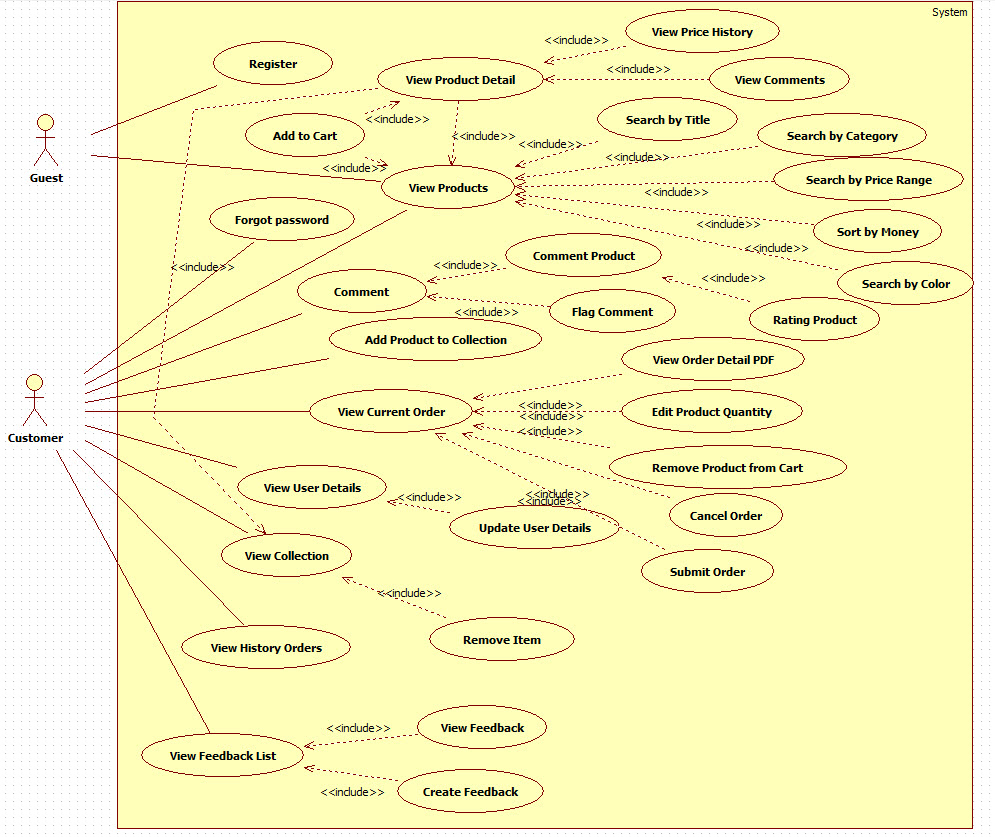 System
View Price History
<<include>>
Register
View Product Detail
<<include>>
View Comments
Guest
Add to Cart
<<include>>
<<include>>
Search by Title
Search by Category
<<include>>
<<include>>
<<include>>
View Products
Search by Price Range
<<include>>
Forgot password
<<include>>
Sort by Money
<<include>>
<<include>>
Comment Product
<<include>>
<<include>>
Search by Color
Comment
Flag Comment
<<include>>
Rating Product
Add Product to Collection
View Order Detail PDF
Customer
View Current Order
<<include>>
<<include>>
<<include>>
Edit Product Quantity
Remove Product from Cart
View User Details
<<include>>
<<include>>
<<include>>
Update User Details
Cancel Order
View Collection
Submit Order
<<include>>
Remove Item
View History Orders
<<include>>
View Feedback
View Feedback List
<<include>>
Create Feedback